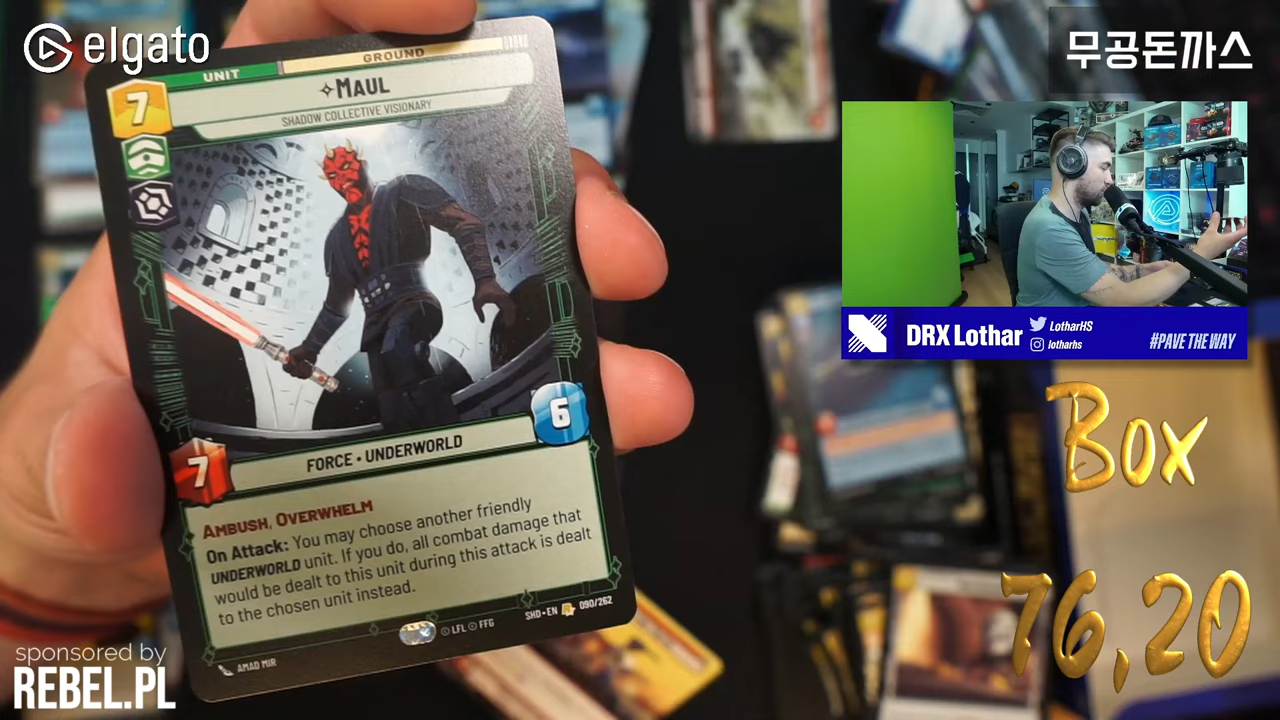 elgato
UNIT
GROUND
7
MAUL
SHADOW COLLECTIVE VISIONARY
6
7
FORCE • UNDERWORLD
AMBUSH, OVERWHELM
On Attack: You may choose another friendly
UNDERWORLD unit. If you do, all combat damage that
would be dealt to this unit during this attack is dealt
to the chosen unit instead.
SHD•EN 090/262
© LFL © FFG
AMAD MIR
sponsored by
REBEL.PL
무공돈까스
DRX Lothar
LotharHS
lotharhs
#PAVE THE WAY
Box
76,20